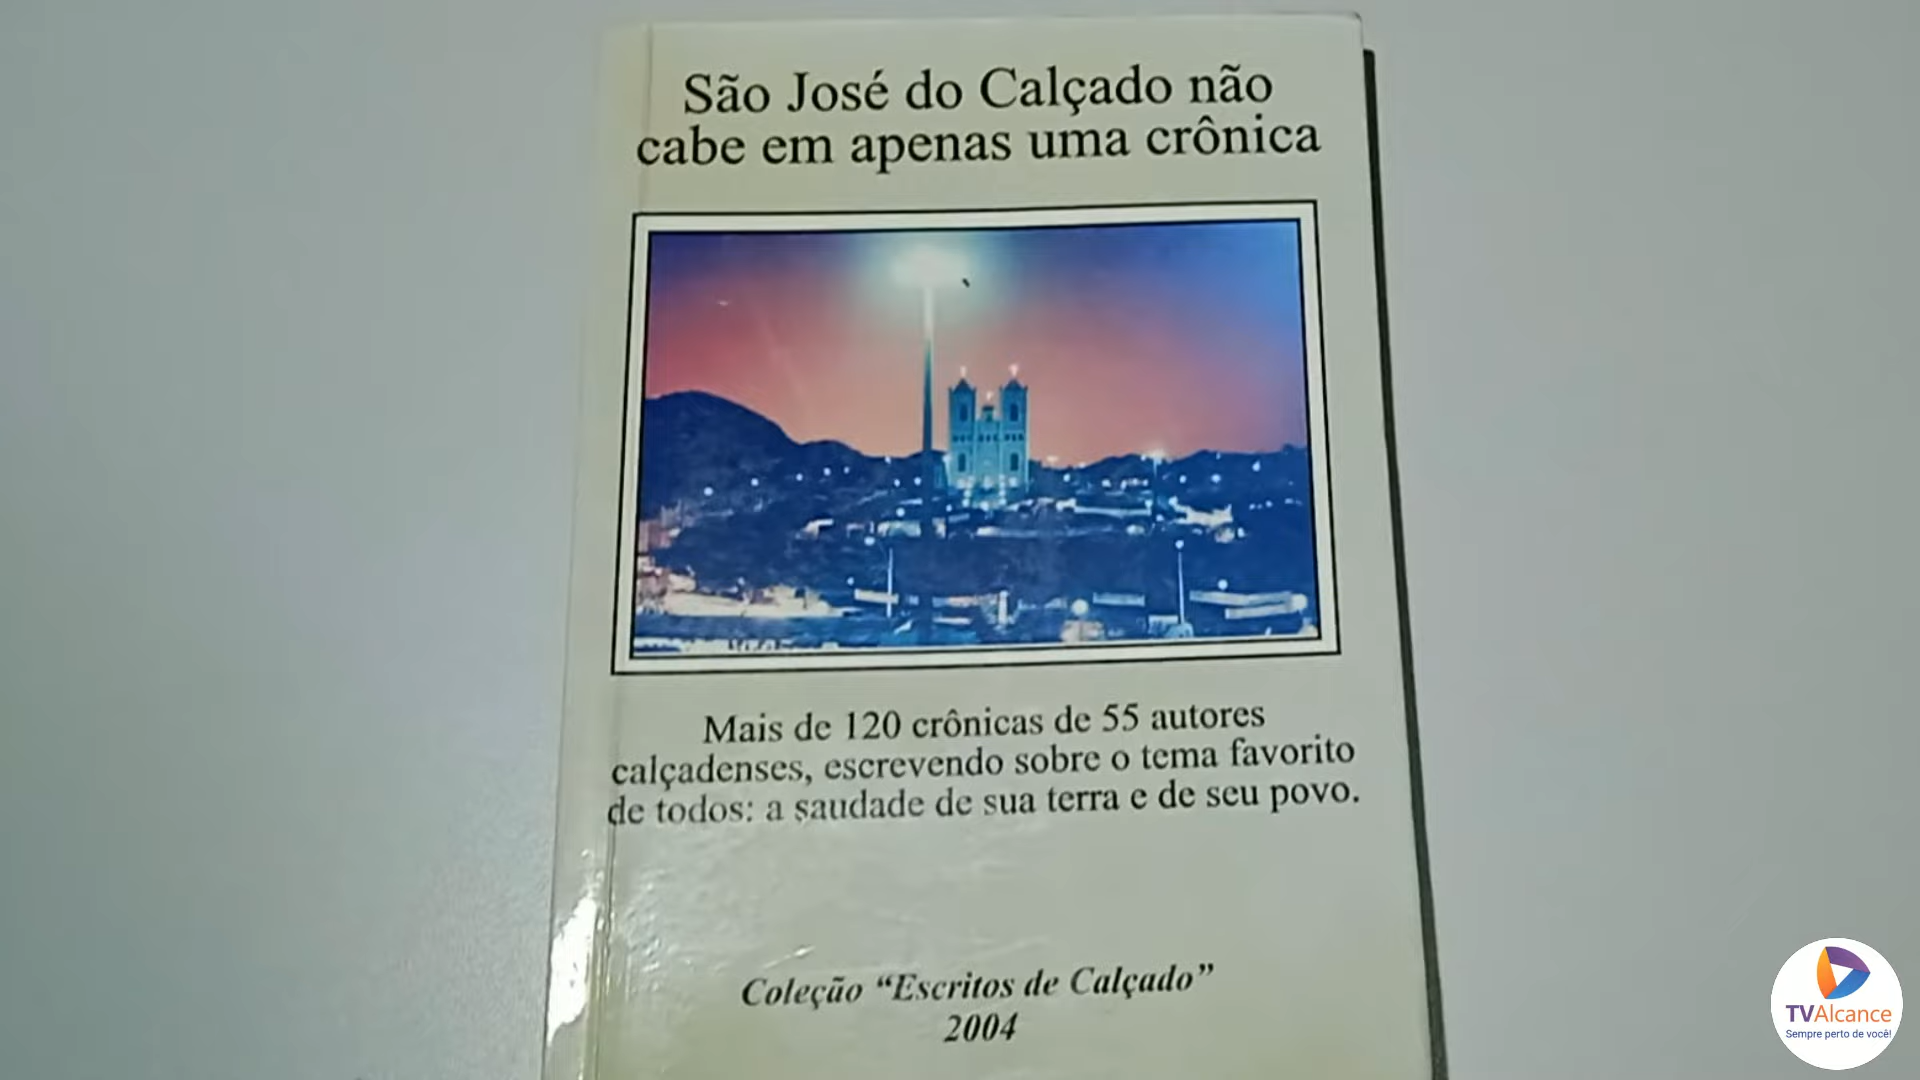 São José do Calçado não
cabe em apenas uma crônica
Mais de 120 crônicas de 55 autores
calçadenses, escrevendo sobre o tema favorito
de todos: a saudade de sua terra e de seu povo.
Coleção “Escritos de Calçado”
2004
TVAlcance
Sempre perto de você!